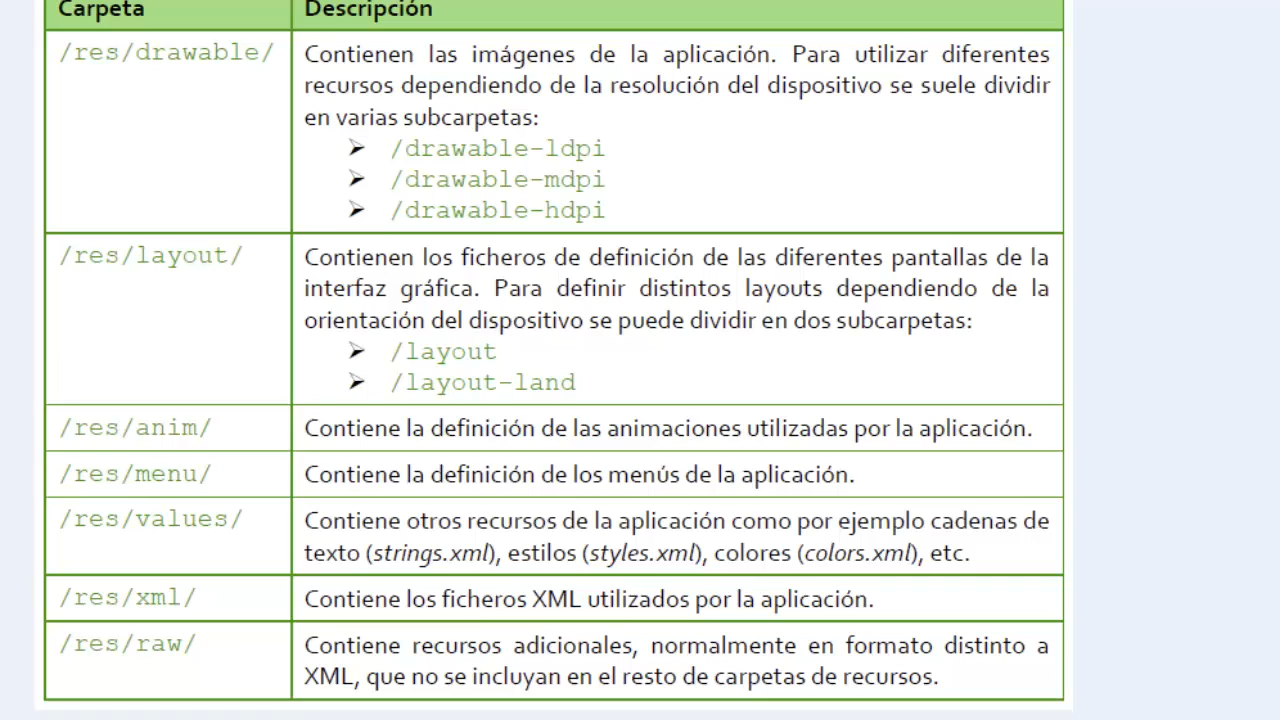 Carpeta Descripción
/res/drawable/ Contienen las imágenes de la aplicación. Para utilizar diferentes
recursos dependiendo de la resolución del dispositivo se suele dividir
en varias subcarpetas:
➢ /drawable-ldpi
➢ /drawable-mdpi
➢ /drawable-hdpi
/res/layout/ Contienen los ficheros de definición de las diferentes pantallas de la
interfaz gráfica. Para definir distintos layouts dependiendo de la
orientación del dispositivo se puede dividir en dos subcarpetas:
➢ /layout
➢ /layout-land
/res/anim/ Contiene la definición de las animaciones utilizadas por la aplicación.
/res/menu/ Contiene la definición de los menús de la aplicación.
/res/values/ Contiene otros recursos de la aplicación como por ejemplo cadenas de
texto (strings.xml), estilos (styles.xml), colores (colors.xml), etc.
/res/xml/ Contiene los ficheros XML utilizados por la aplicación.
/res/raw/ Contiene recursos adicionales, normalmente en formato distinto a
XML, que no se incluyan en el resto de carpetas de recursos.